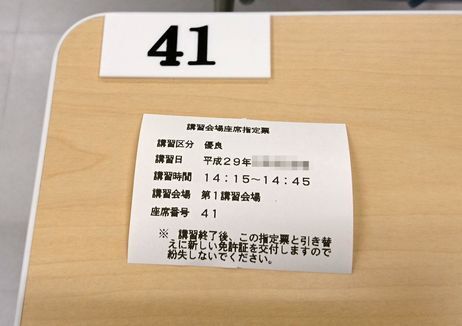 41
講習会場座席指定票
講習区分　優良
講習日　平成29年
講習時間　14：15～14：45
講習会場　第1講習会場
座席番号　41
※　講習終了後、この指定票と引き替
えに新しい免許証を交付しますので
紛失しないでください。